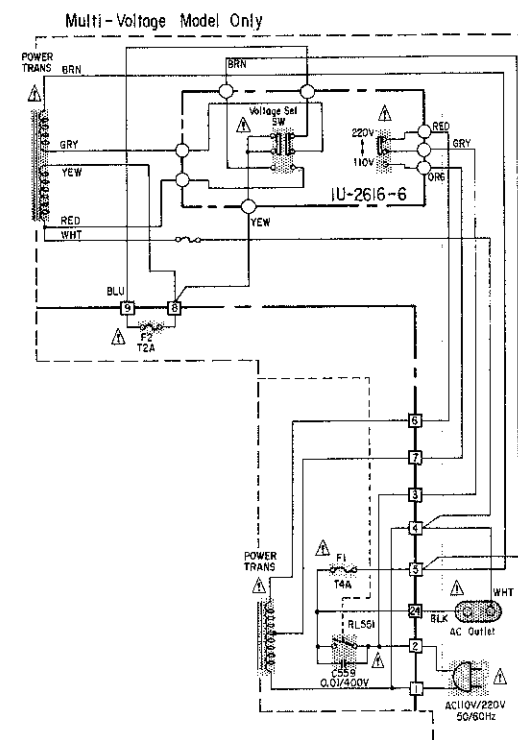 Multi-Voltage Model Only
POWER
TRANS
BRN
BRN
Voltage Sel
SW
220V
110V
RED
GRY
ORG
GRY
YEW
1U-2616-6
RED
WHT
YEW
BLU
9
8
F2
T2A
6
7
3
4
POWER
TRANS
F1
T4A
5
WHT
24
BLK
AC Outlet
RL551
2
C559
0.01/400V
1
AC110V/220V
50/60Hz